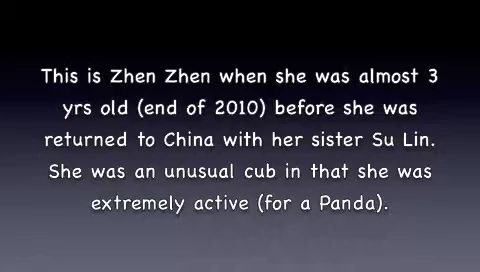 This is Zhen Zhen when she was almost 3
yrs old (end of 2010) before she was
returned to China with her sister Su Lin.
She was an unusual cub in that she was
extremely active (for a Panda).